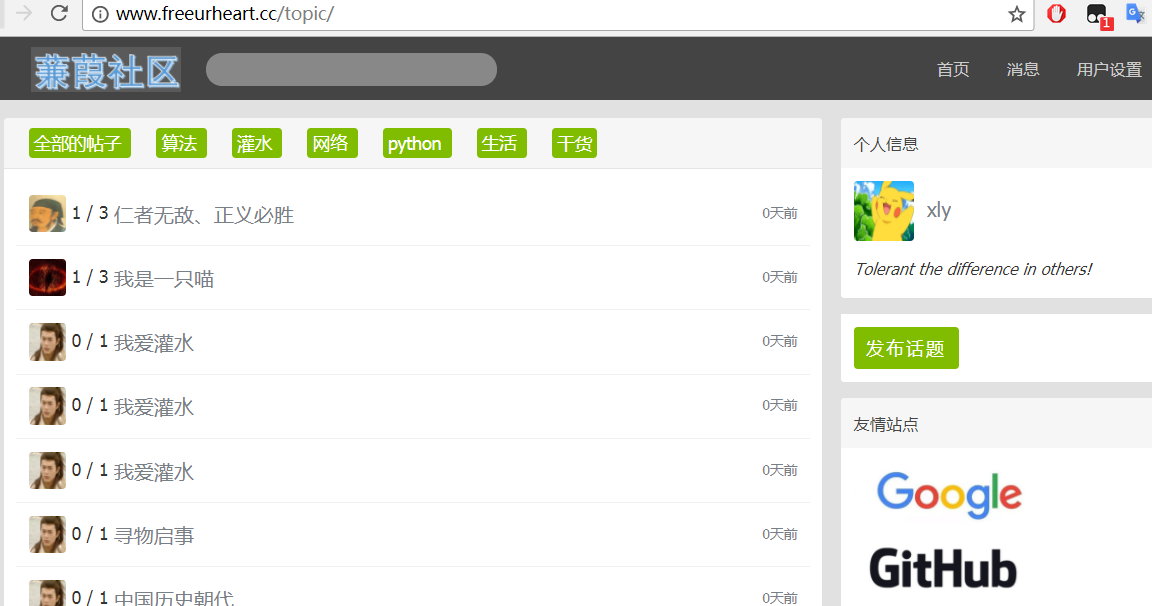 www.freeurheart.cc/topic/
1
G
蒹葭社区
首页 消息 用户设置
全部的帖子 算法 灌水 网络 python 生活 干货
1 / 3 仁者无敌、正义必胜 0天前
1 / 3 我是一只喵 0天前
0 / 1 我爱灌水 0天前
0 / 1 我爱灌水 0天前
0 / 1 我爱灌水 0天前
0 / 1 寻物启事 0天前
0 / 1 中国历史朝代 0天前
个人信息
xly
Tolerant the difference in others!
发布话题
友情站点
Google
GitHub